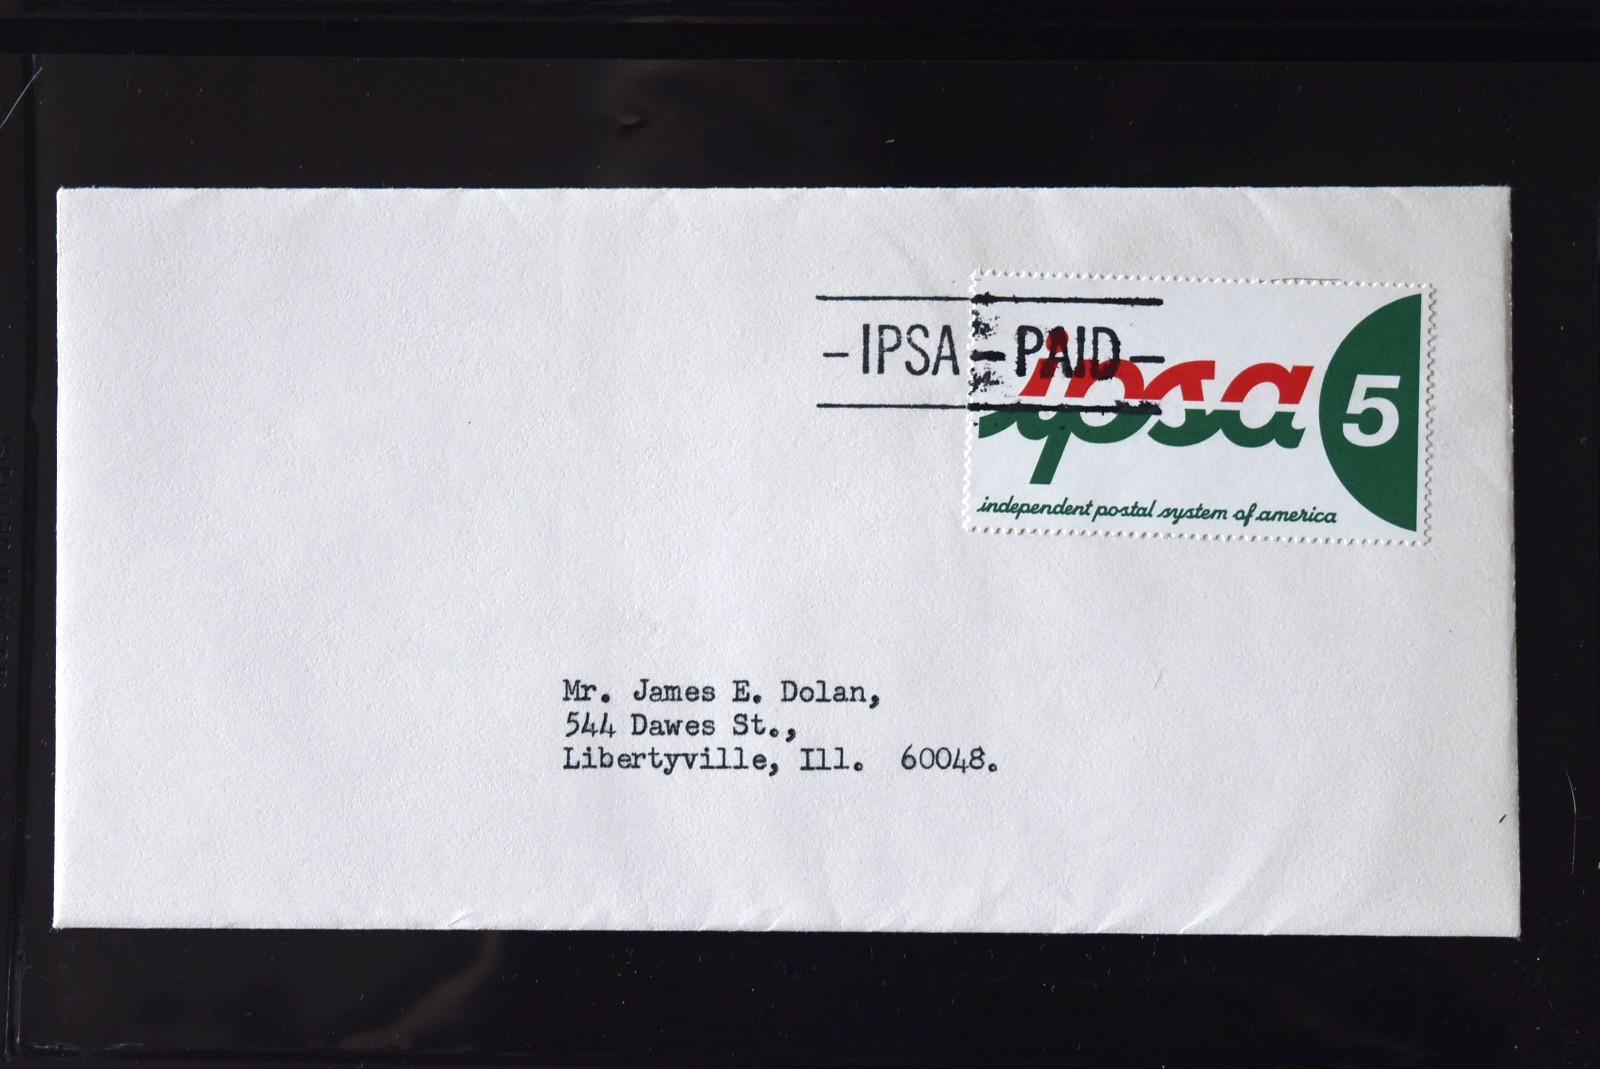 -IPSA-PAID-
ipsa 5
independent postal system of america
Mr. James E. Dolan,
544 Dawes St.,
Libertyville, Ill. 60048.